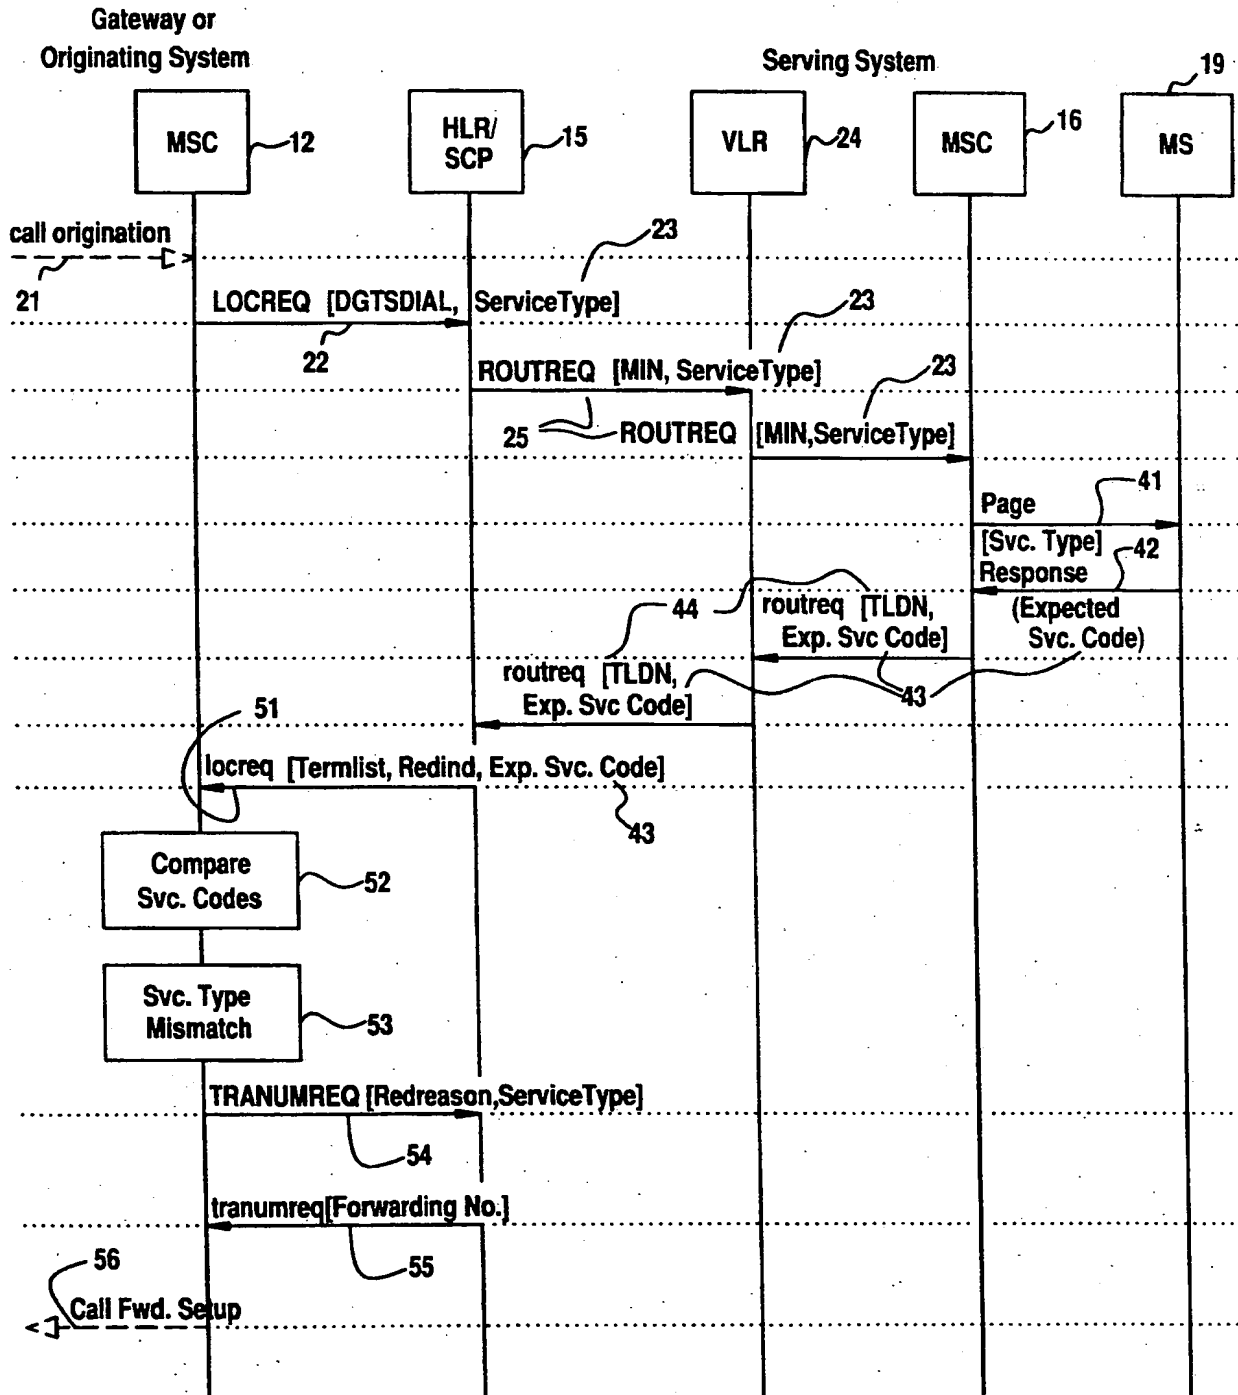 Gateway or
Originating System
Serving System
19
MSC
12
HLR/
SCP
15
VLR
24
MSC
16
MS
call origination
21
23
LOCREQ [DGTSDIAL, ServiceType]
22
23
ROUTREQ [MIN, ServiceType]
23
25
ROUTREQ [MIN,ServiceType]
Page
41
[Svc. Type]
42
Response
44
routreq [TLDN,
Exp. Svc Code]
(Expected
Svc. Code)
routreq [TLDN,
Exp. Svc Code]
43
51
locreq [Termlist, Redind, Exp. Svc. Code]
43
Compare
Svc. Codes
52
Svc. Type
Mismatch
53
TRANUMREQ [Redreason,ServiceType]
54
tranumreq[Forwarding No.]
55
56
Call Fwd. Setup